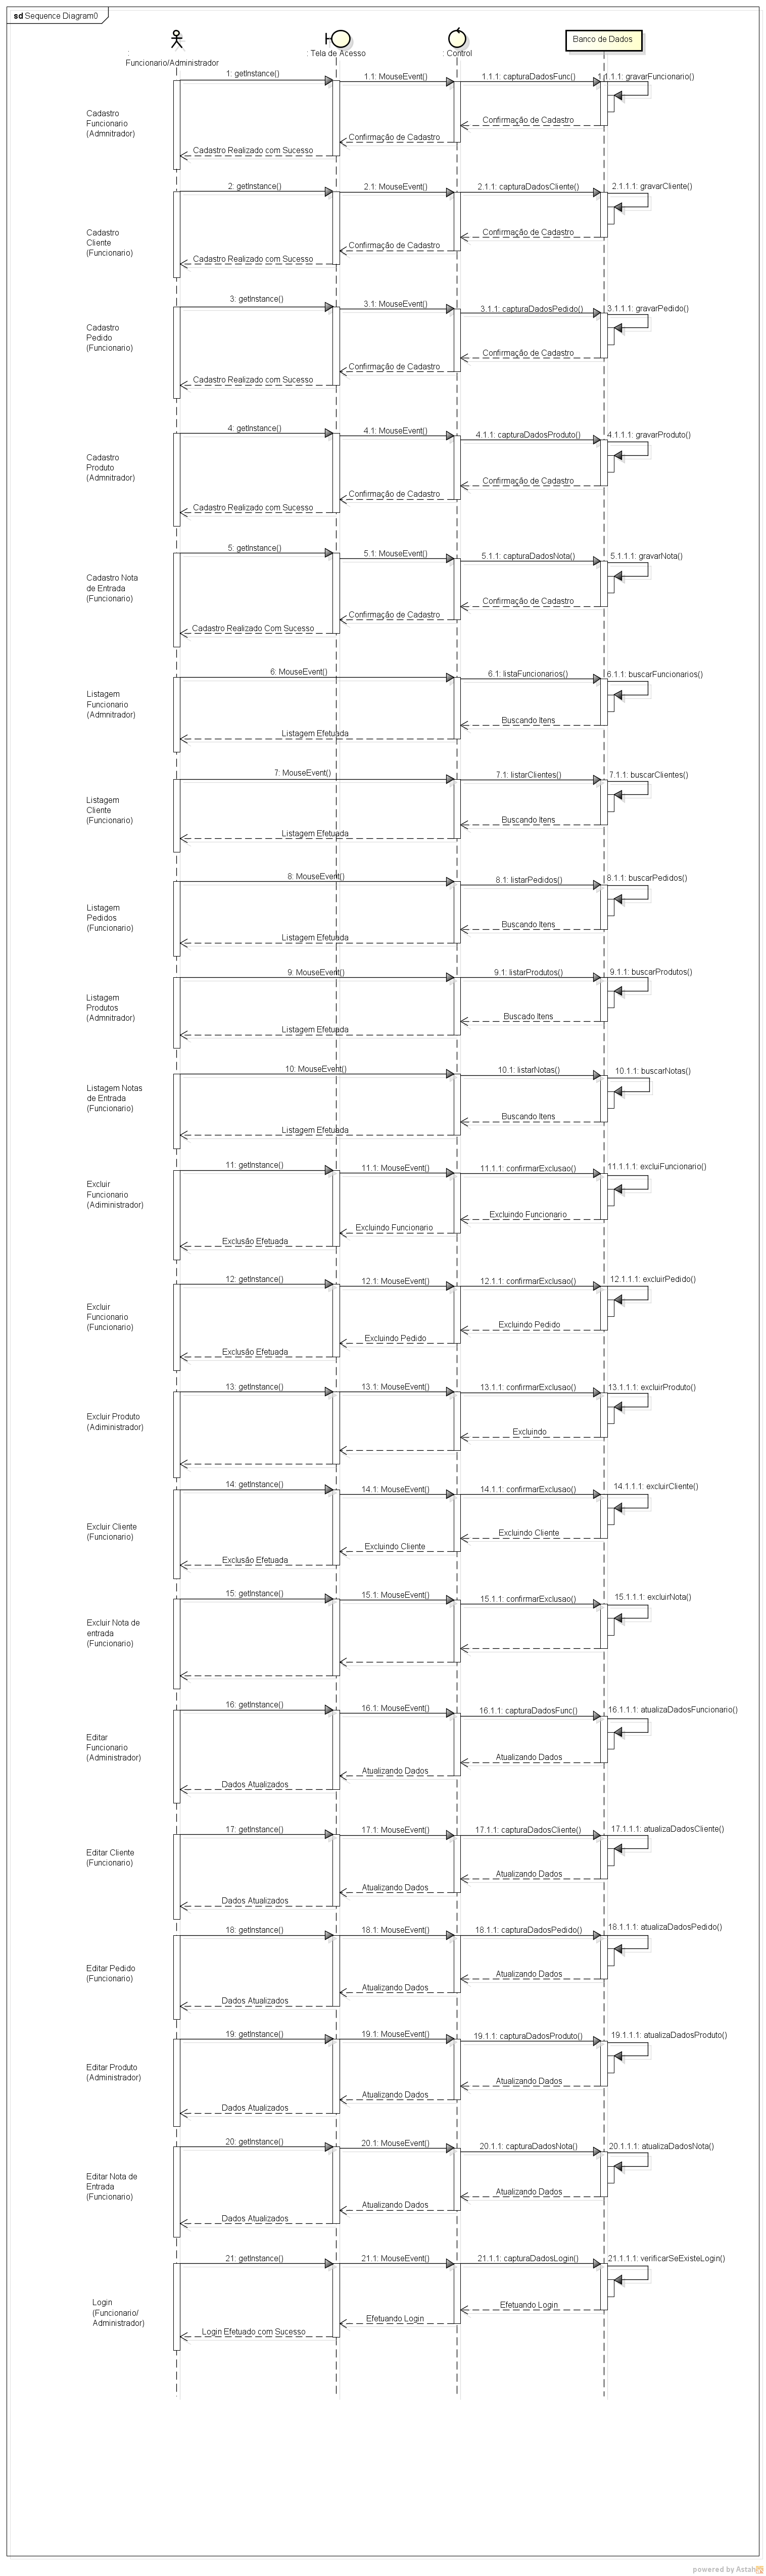 sd Sequence Diagram0
:
Funcionario/Administrador
: Tela de Acesso
: Control
Banco de Dados
1: getInstance()
1.1: MouseEvent()
1.1.1: capturaDadosFunc()
1.1.1.1: gravarFuncionario()
Cadastro
Funcionario
(Admnitrador)
Confirmação de Cadastro
Confirmação de Cadastro
Cadastro Realizado com Sucesso
2: getInstance()
2.1: MouseEvent()
2.1.1: capturaDadosCliente()
2.1.1.1: gravarCliente()
Cadastro
Cliente
(Funcionario)
Confirmação de Cadastro
Confirmação de Cadastro
Cadastro Realizado com Sucesso
3: getInstance()
3.1: MouseEvent()
3.1.1: capturaDadosPedido()
3.1.1.1: gravarPedido()
Cadastro
Pedido
(Funcionario)
Confirmação de Cadastro
Confirmação de Cadastro
Cadastro Realizado com Sucesso
4: getInstance()
4.1: MouseEvent()
4.1.1: capturaDadosProduto()
4.1.1.1: gravarProduto()
Cadastro
Produto
(Admnitrador)
Confirmação de Cadastro
Confirmação de Cadastro
Cadastro Realizado com Sucesso
5: getInstance()
5.1: MouseEvent()
5.1.1: capturaDadosNota()
5.1.1.1: gravarNota()
Cadastro Nota
de Entrada
(Funcionario)
Confirmação de Cadastro
Confirmação de Cadastro
Cadastro Realizado Com Sucesso
6: MouseEvent()
6.1: listaFuncionarios()
6.1.1: buscarFuncionarios()
Listagem
Funcionario
(Admnitrador)
Buscando Itens
Listagem Efetuada
7: MouseEvent()
7.1: listarClientes()
7.1.1: buscarClientes()
Listagem
Cliente
(Funcionario)
Buscando Itens
Listagem Efetuada
8: MouseEvent()
8.1: listarPedidos()
8.1.1: buscarPedidos()
Listagem
Pedidos
(Funcionario)
Buscando Itens
Listagem Efetuada
9: MouseEvent()
9.1: listarProdutos()
9.1.1: buscarProdutos()
Listagem
Produtos
(Admnitrador)
Buscado Itens
Listagem Efetuada
10: MouseEvent()
10.1: listarNotas()
10.1.1: buscarNotas()
Listagem Notas
de Entrada
(Funcionario)
Buscando Itens
Listagem Efetuada
11: getInstance()
11.1: MouseEvent()
11.1.1: confirmarExclusao()
11.1.1.1: excluiFuncionario()
Excluir
Funcionario
(Adiministrador)
Excluindo Funcionario
Excluindo Funcionario
Exclusão Efetuada
12: getInstance()
12.1: MouseEvent()
12.1.1: confirmarExclusao()
12.1.1.1: excluirPedido()
Excluir
Funcionario
(Funcionario)
Excluindo Pedido
Excluindo Pedido
Exclusão Efetuada
13: getInstance()
13.1: MouseEvent()
13.1.1: confirmarExclusao()
13.1.1.1: excluirProduto()
Excluir Produto
(Adiministrador)
Excluindo
14: getInstance()
14.1: MouseEvent()
14.1.1: confirmarExclusao()
14.1.1.1: excluirCliente()
Excluir Cliente
(Funcionario)
Excluindo Cliente
Excluindo Cliente
Exclusão Efetuada
15: getInstance()
15.1: MouseEvent()
15.1.1: confirmarExclusao()
15.1.1.1: excluirNota()
Excluir Nota de
entrada
(Funcionario)
16: getInstance()
16.1: MouseEvent()
16.1.1: capturaDadosFunc()
16.1.1.1: atualizaDadosFuncionario()
Editar
Funcionario
(Administrador)
Atualizando Dados
Atualizando Dados
Dados Atualizados
17: getInstance()
17.1: MouseEvent()
17.1.1: capturaDadosCliente()
17.1.1.1: atualizaDadosCliente()
Editar Cliente
(Funcionario)
Atualizando Dados
Atualizando Dados
Dados Atualizados
18: getInstance()
18.1: MouseEvent()
18.1.1: capturaDadosPedido()
18.1.1.1: atualizaDadosPedido()
Editar Pedido
(Funcionario)
Atualizando Dados
Atualizando Dados
Dados Atualizados
19: getInstance()
19.1: MouseEvent()
19.1.1: capturaDadosProduto()
19.1.1.1: atualizaDadosProduto()
Editar Produto
(Administrador)
Atualizando Dados
Atualizando Dados
Dados Atualizados
20: getInstance()
20.1: MouseEvent()
20.1.1: capturaDadosNota()
20.1.1.1: atualizaDadosNota()
Editar Nota de
Entrada
(Funcionario)
Atualizando Dados
Atualizando Dados
Dados Atualizados
21: getInstance()
21.1: MouseEvent()
21.1.1: capturaDadosLogin()
21.1.1.1: verificarSeExisteLogin()
Login
(Funcionario/
Administrador)
Efetuando Login
Efetuando Login
Login Efetuado com Sucesso
powered by Astah